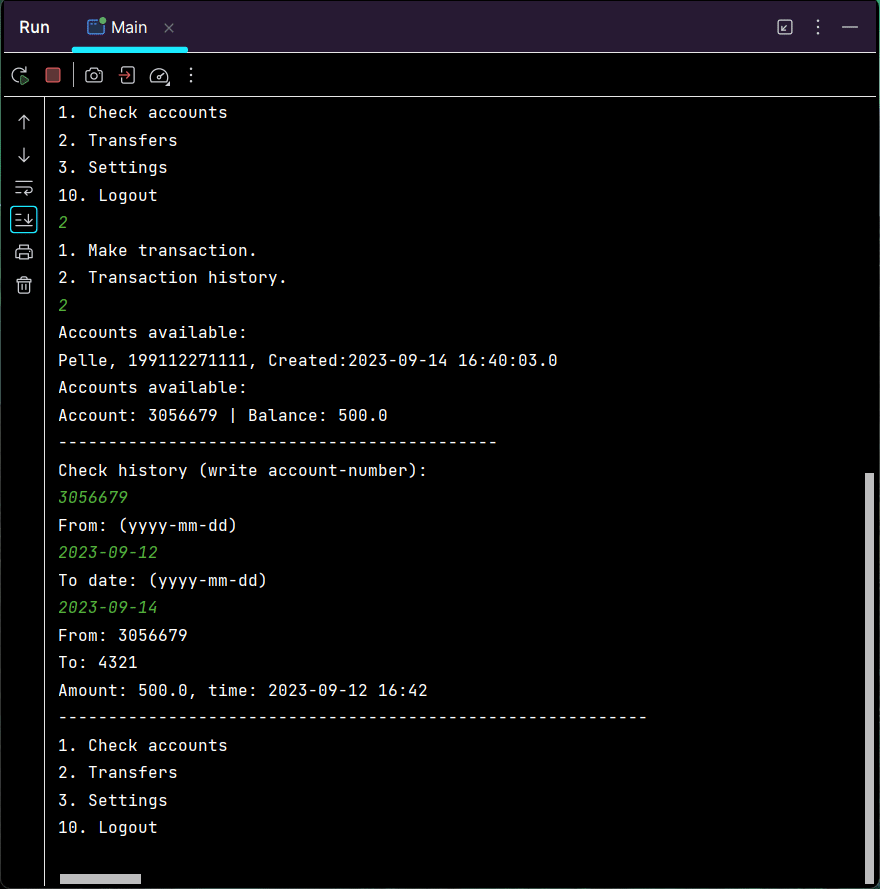 Run Main
1. Check accounts
2. Transfers
3. Settings
10. Logout
2
1. Make transaction.
2. Transaction history.
2
Accounts available:
Pelle, 199112271111, Created:2023-09-14 16:40:03.0
Accounts available:
Account: 3056679 | Balance: 500.0
--------------------------------------------
Check history (write account-number):
3056679
From: (yyyy-mm-dd)
2023-09-12
To date: (yyyy-mm-dd)
2023-09-14
From: 3056679
To: 4321
Amount: 500.0, time: 2023-09-12 16:42
-----------------------------------------------------------
1. Check accounts
2. Transfers
3. Settings
10. Logout